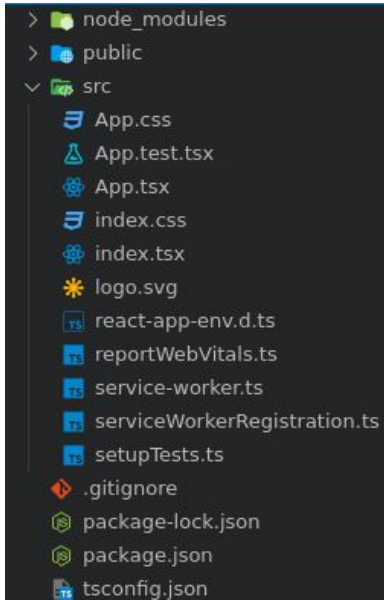 node_modules
public
src
App.css
App.test.tsx
App.tsx
index.css
index.tsx
logo.svg
react-app-env.d.ts
reportWebVitals.ts
service-worker.ts
serviceWorkerRegistration.ts
setupTests.ts
.gitignore
package-lock.json
package.json
tsconfig.json